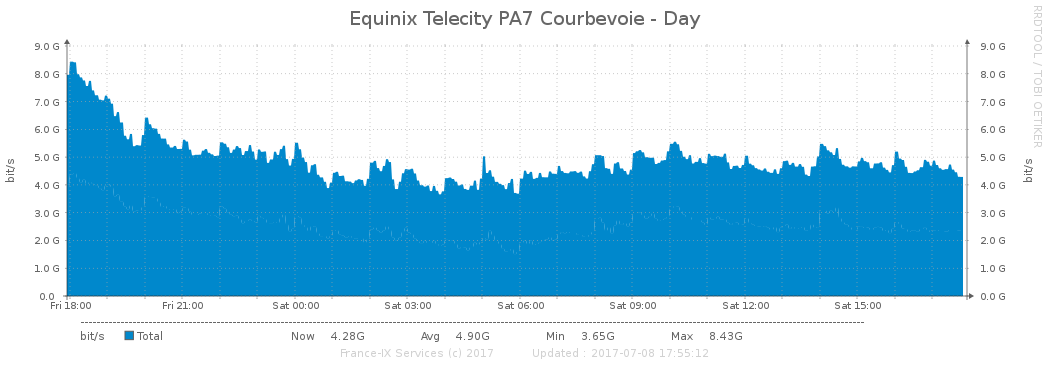 Equinix Telecity PA7 Courbevoie - Day
RRDTOOL / TOBI OETIKER
9.0 G 9.0 G
8.0 G 8.0 G
7.0 G 7.0 G
6.0 G 6.0 G
5.0 G 5.0 G
4.0 G 4.0 G
3.0 G 3.0 G
2.0 G 2.0 G
1.0 G 1.0 G
0.0 0.0 G
bit/s
bit/s
Fri 18:00 Fri 21:00 Sat 00:00 Sat 03:00 Sat 06:00 Sat 09:00 Sat 12:00 Sat 15:00
bit/s Total Now 4.28G Avg 4.90G Min 3.65G Max 8.43G
France-IX Services (c) 2017 Updated : 2017-07-08 17:55:12